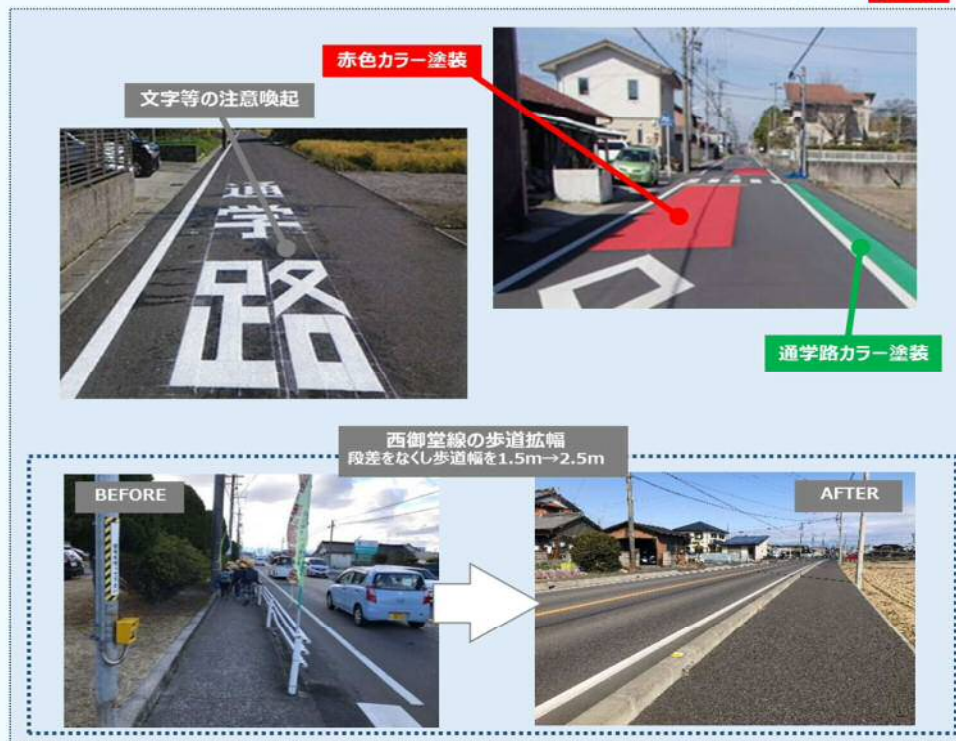 赤色カラー塗装
文字等の注意喚起
通
学
路
通学路カラー塗装
西御堂線の歩道拡幅
段差をなくし歩道幅を1.5m→2.5m
BEFORE
AFTER